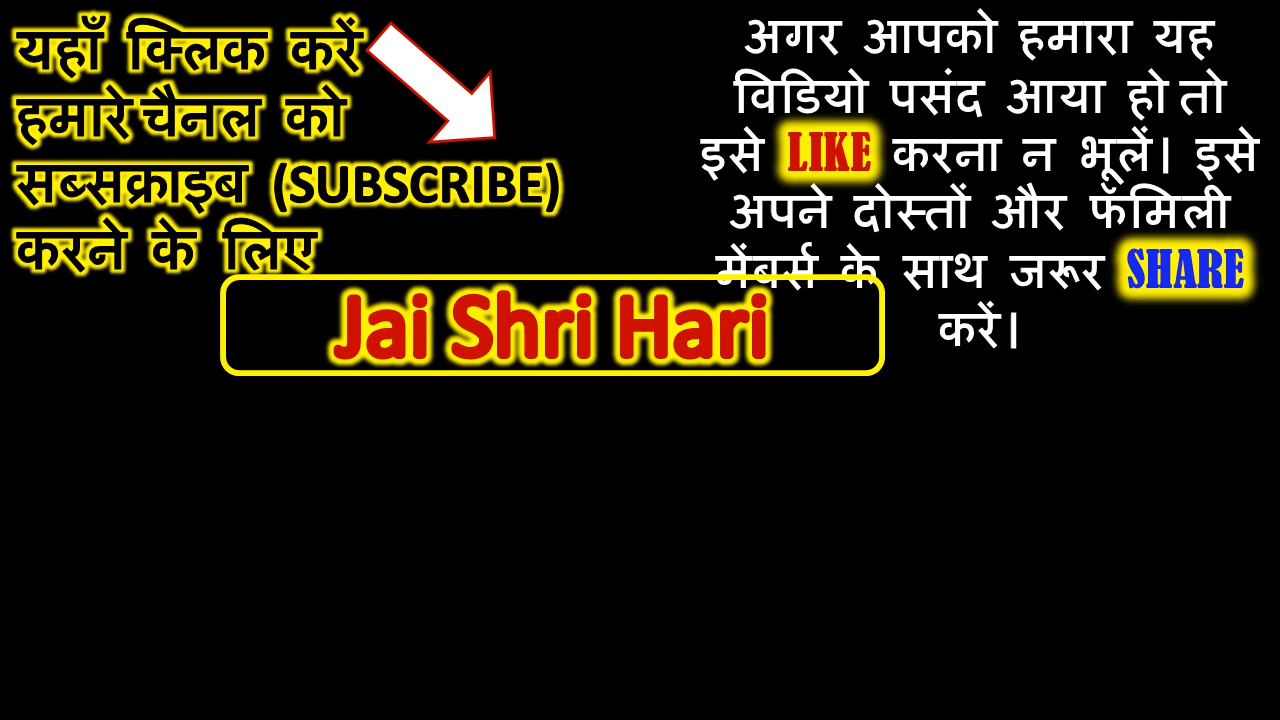 यहाँ क्लिक करें
हमारे चैनल को
सब्सक्राइब (SUBSCRIBE)
करने के लिए
अगर आपको हमारा यह
विडियो पसंद आया हो तो
इसे LIKE करना न भूलें। इसे
अपने दोस्तों और फॅमिली
मेंबर्स के साथ जरूर SHARE
करें।
Jai Shri Hari